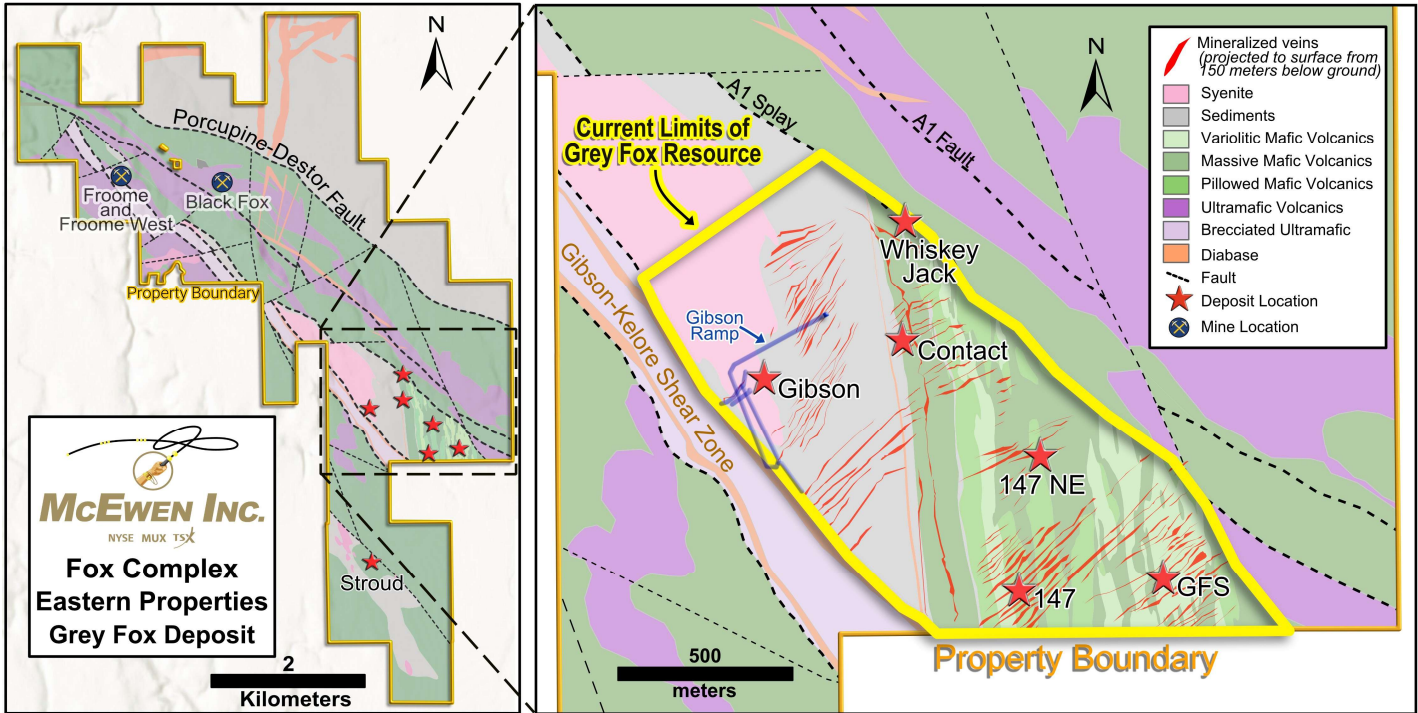 N
Porcupine-Destor Fault
Froome
and
Froome West
Black Fox
Property Boundary
Stroud
McEwen Inc.
NYSE MUX TSX
Fox Complex
Eastern Properties
Grey Fox Deposit
2
Kilometers
Current Limits of
Grey Fox Resource
A1 Splay
A1 Fault
N
Gibson-Kelore Shear Zone
Gibson
Ramp
Gibson
Whiskey
Jack
Contact
147 NE
147
GFS
500
meters
Property Boundary
Mineralized veins
(projected to surface from
150 meters below ground)
Syenite
Sediments
Variolitic Mafic Volcanics
Massive Mafic Volcanics
Pillowed Mafic Volcanics
Ultramafic Volcanics
Brecciated Ultramafic
Diabase
Fault
Deposit Location
Mine Location